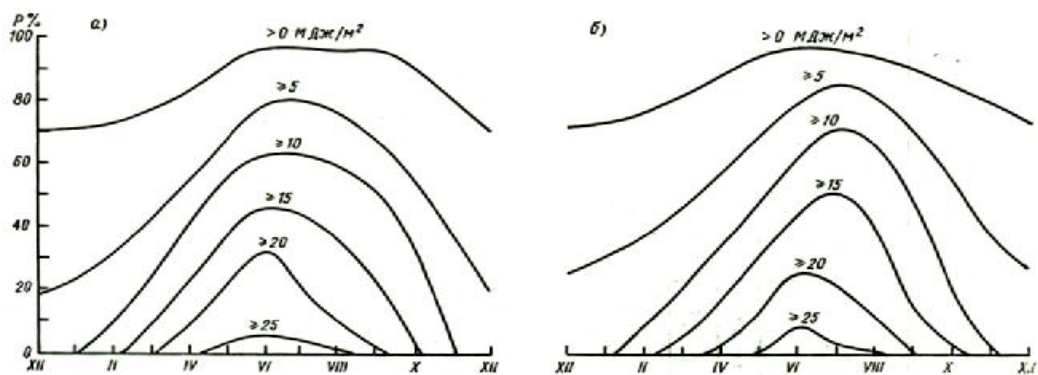 P%
а)
> 0 МДж/м²
≥ 5
≥ 10
≥ 15
≥ 20
≥ 25
100
80
60
40
20
0
XII
II
IV
VI
VIII
X
XII
б)
> 0 МДж/м²
≥ 5
≥ 10
≥ 15
≥ 20
≥ 25
XII
II
IV
VI
VIII
X